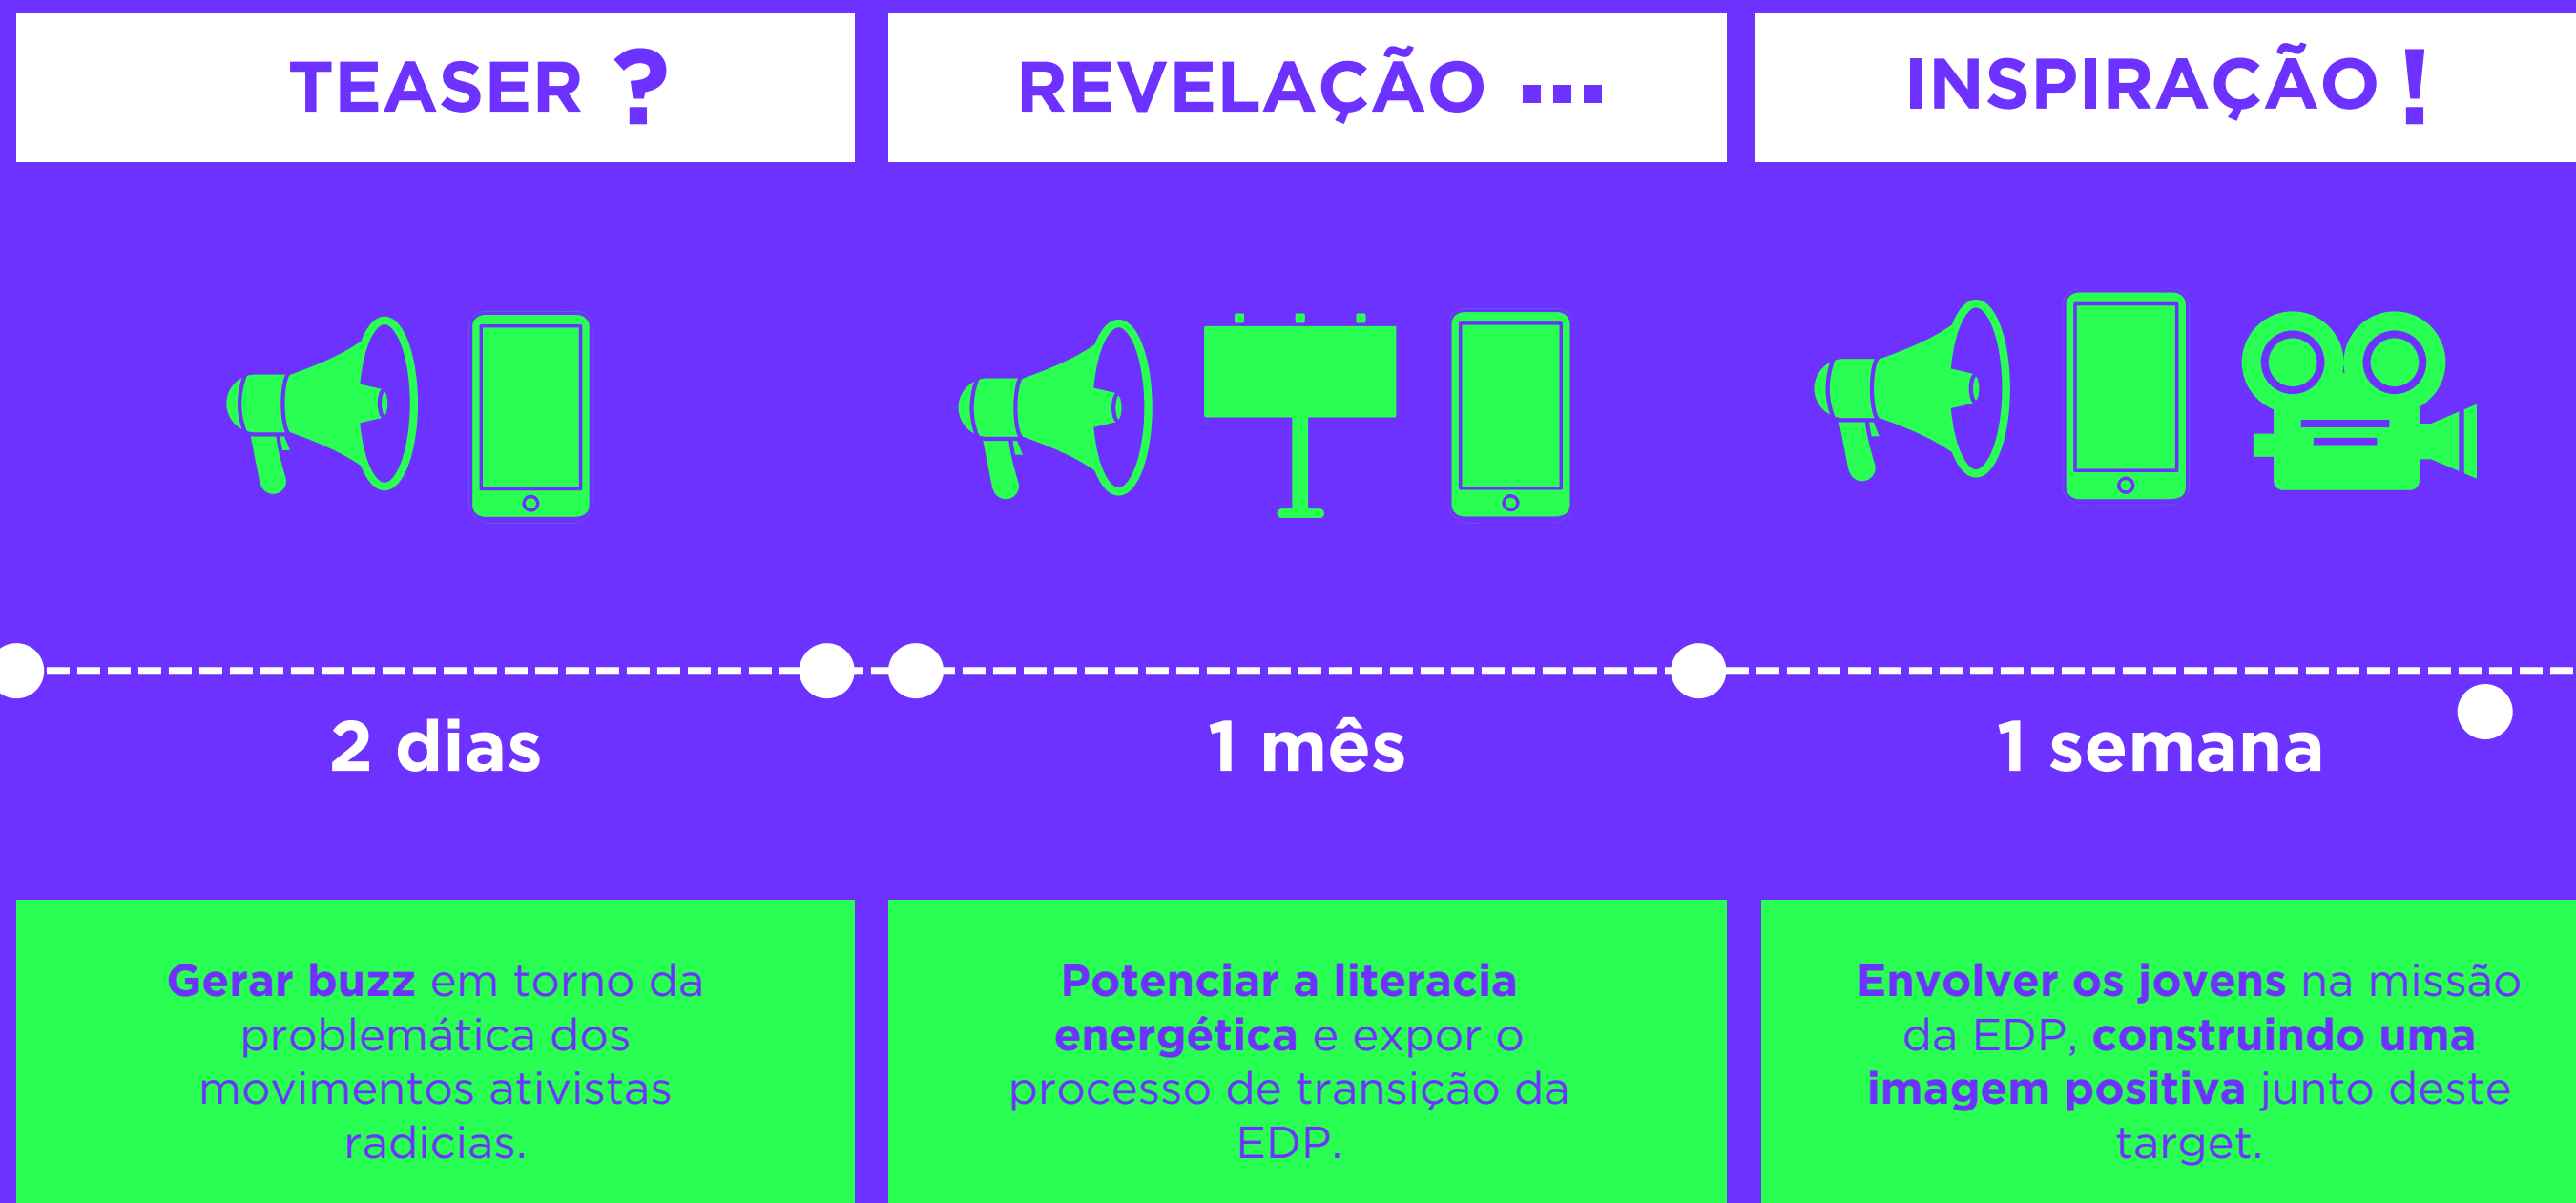 TEASER ?
REVELAÇÃO ...
INSPIRAÇÃO !
2 dias
1 mês
1 semana
Gerar buzz em torno da
problemática dos
movimentos ativistas
radicias.
Potenciar a literacia
energética e expor o
processo de transição da
EDP.
Envolver os jovens na missão
da EDP, construindo uma
imagem positiva junto deste
target.